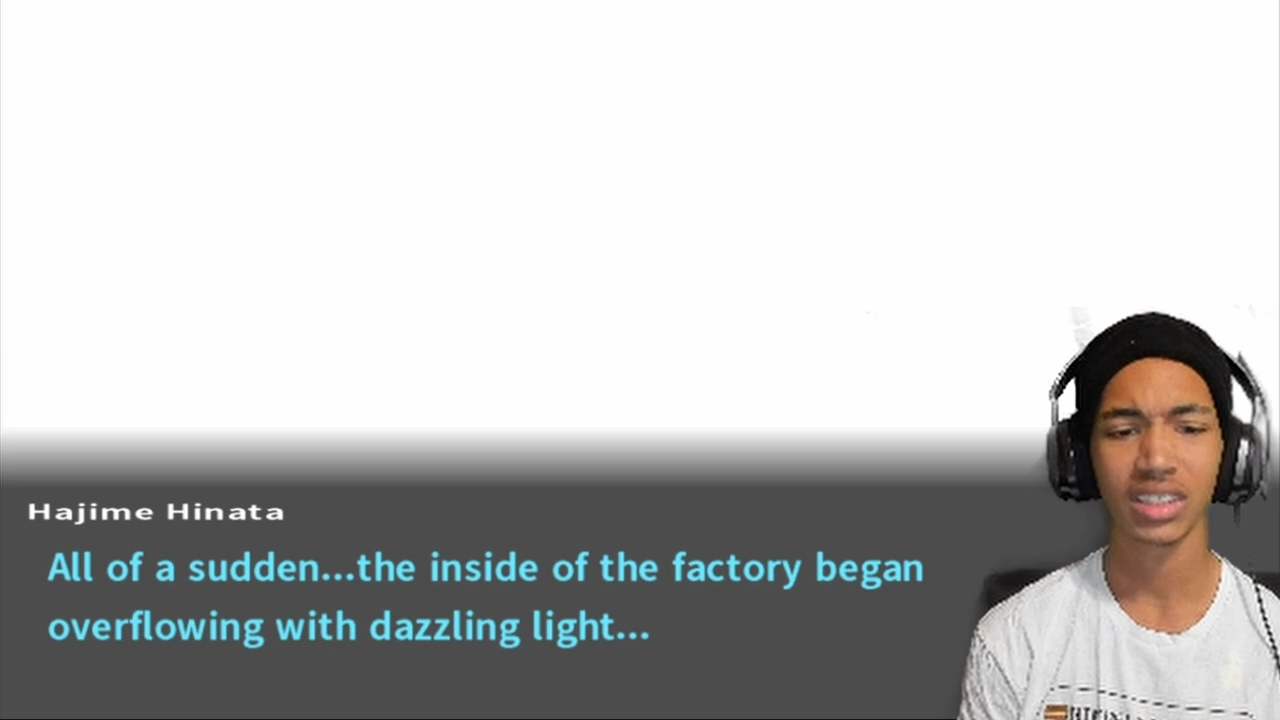 Hajime Hinata
All of a sudden...the inside of the factory began
overflowing with dazzling light...